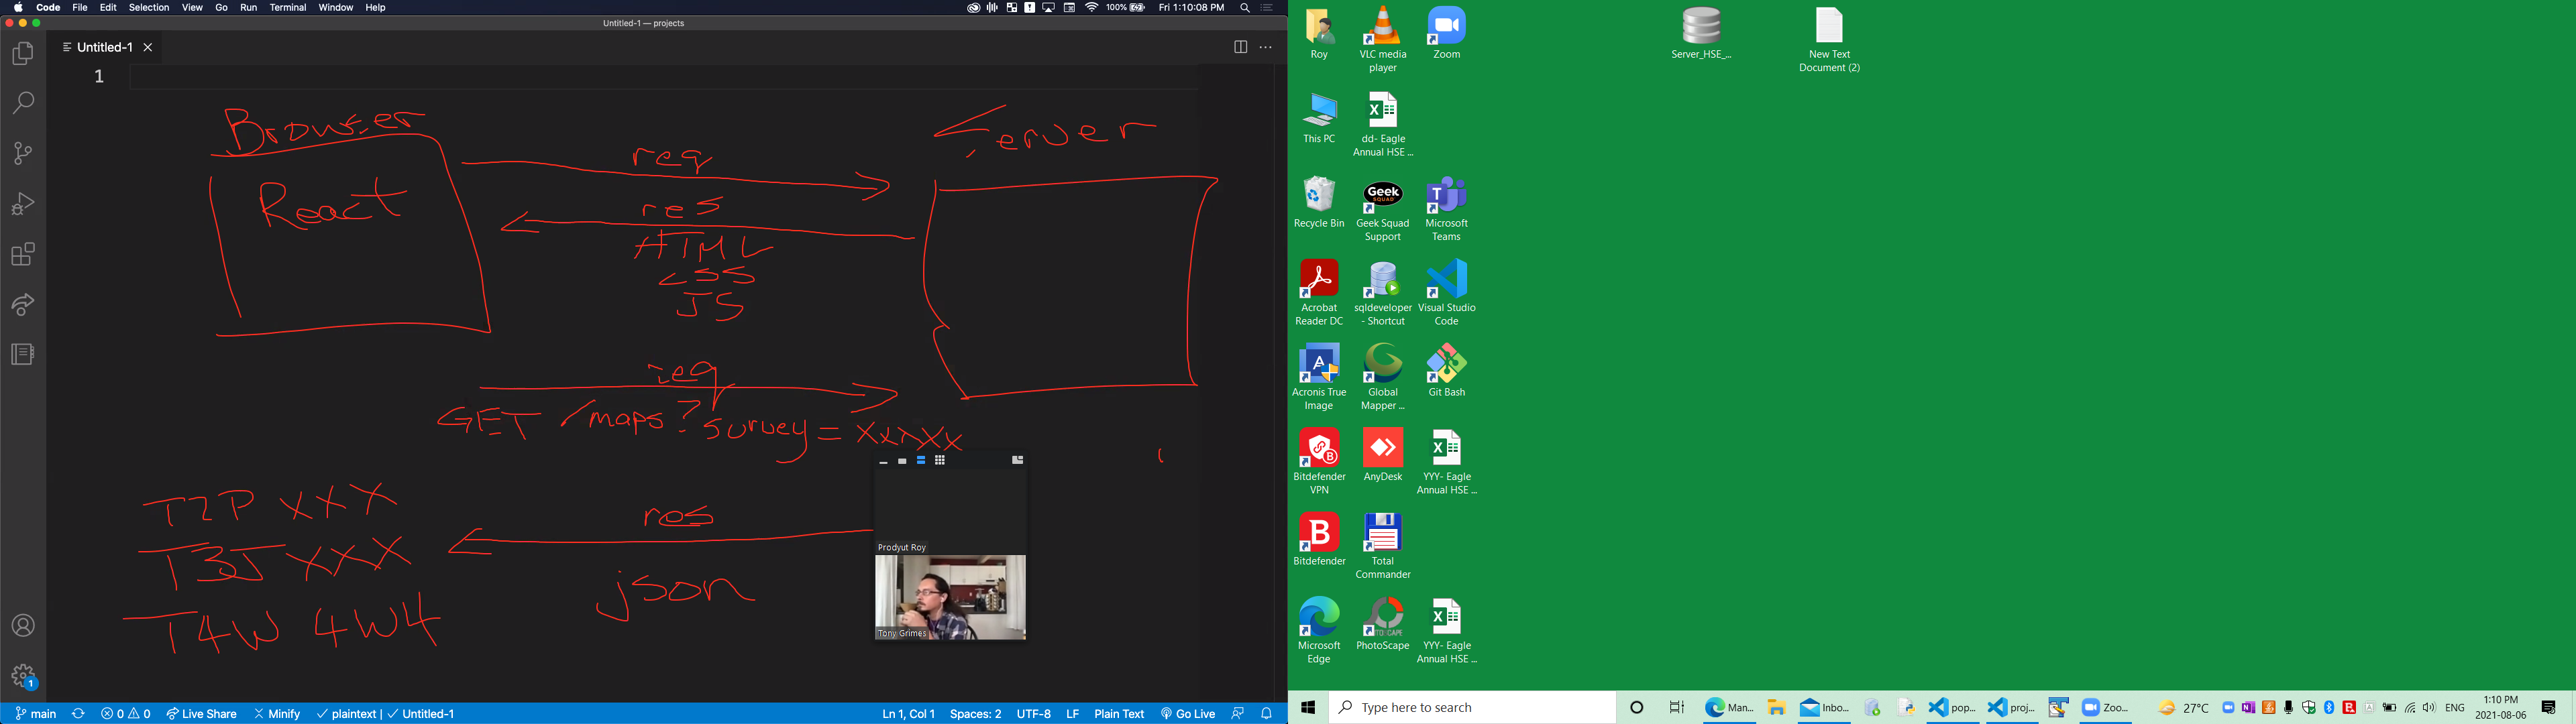 Code File Edit Selection View Go Run Terminal Window Help 100% Fri 1:10:08 PM
Untitled-1 — projects
Untitled-1
1
Browser
Server
React
req
res
HTML
CSS
JS
req
GET /maps?survey=xxxxx
res
json
T2P XXX
T3J XXX
T4W 4W4
Prodyut Roy
Tony Grimes
1
main 0 0 Live Share Minify plaintext | Untitled-1 Ln 1, Col 1 Spaces: 2 UTF-8 LF Plain Text Go Live
Roy
VLC media
player
Zoom
Server_HSE_...
New Text
Document (2)
This PC
dd- Eagle
Annual HSE ...
Recycle Bin
Geek
SQUAD
Geek Squad
Support
Microsoft
Teams
Acrobat
Reader DC
sqldeveloper
- Shortcut
Visual Studio
Code
Acronis True
Image
Global
Mapper ...
Git Bash
Bitdefender
VPN
AnyDesk
YYY- Eagle
Annual HSE ...
Bitdefender
Total
Commander
Microsoft
Edge
PhotoScape
YYY- Eagle
Annual HSE ...
Type here to search
Man...
Inbo...
pop...
proj...
Zoo...
27°C
ENG
1:10 PM
2021-08-06